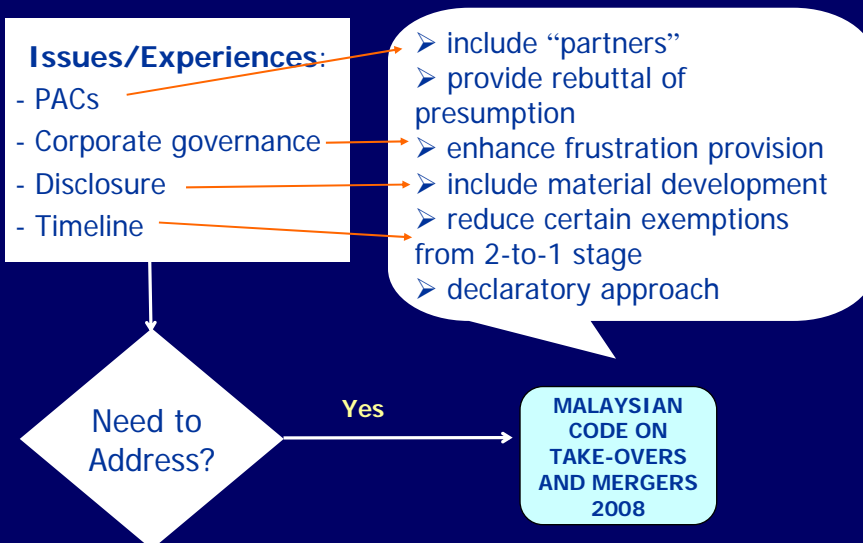 Issues/Experiences:
- PACs
- Corporate governance
- Disclosure
- Timeline
➢ include “partners”
➢ provide rebuttal of
presumption
➢ enhance frustration provision
➢ include material development
➢ reduce certain exemptions
from 2-to-1 stage
➢ declaratory approach
Need to
Address?
Yes
MALAYSIAN
CODE ON
TAKE-OVERS
AND MERGERS
2008